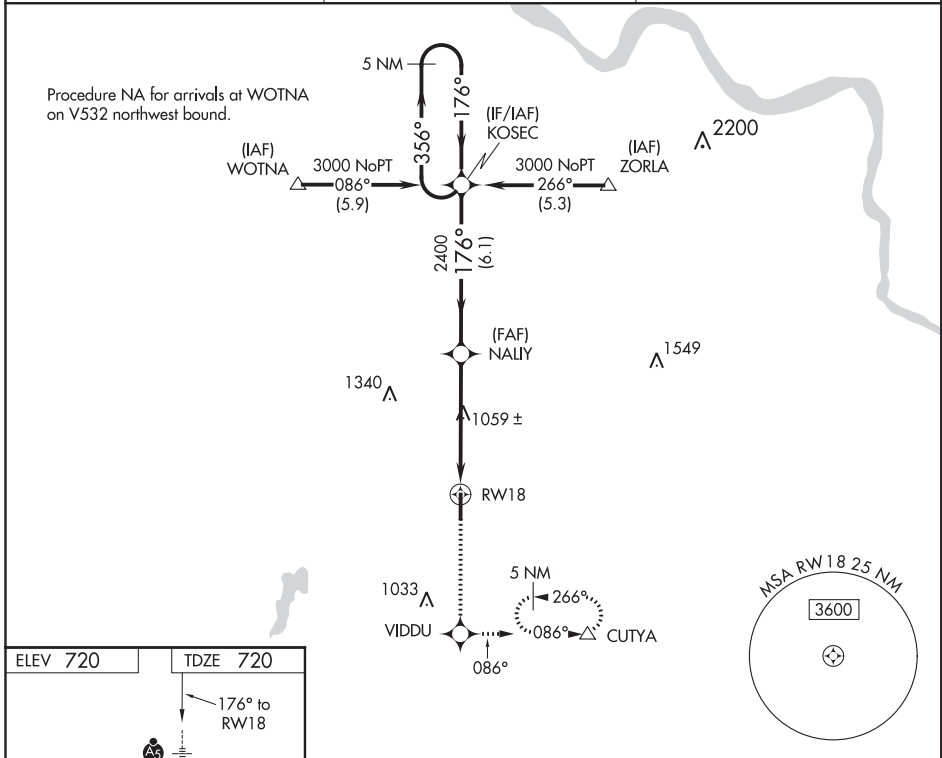 5 NM
Procedure NA for arrivals at WOTNA
on V532 northwest bound.
176°
356°
(IF/IAF)
KOSEC
2200
(IAF)
WOTNA
3000 NoPT
086°
(5.9)
3000 NoPT
266°
(5.3)
(IAF)
ZORLA
2400
176°
(6.1)
(FAF)
NALIY
1549
1340
1059 ±
RW18
MSA RW18 25 NM
3600
1033
5 NM
266°
VIDDU
086°
CUTYA
086°
ELEV 720
TDZE 720
176° to
RW18
A5